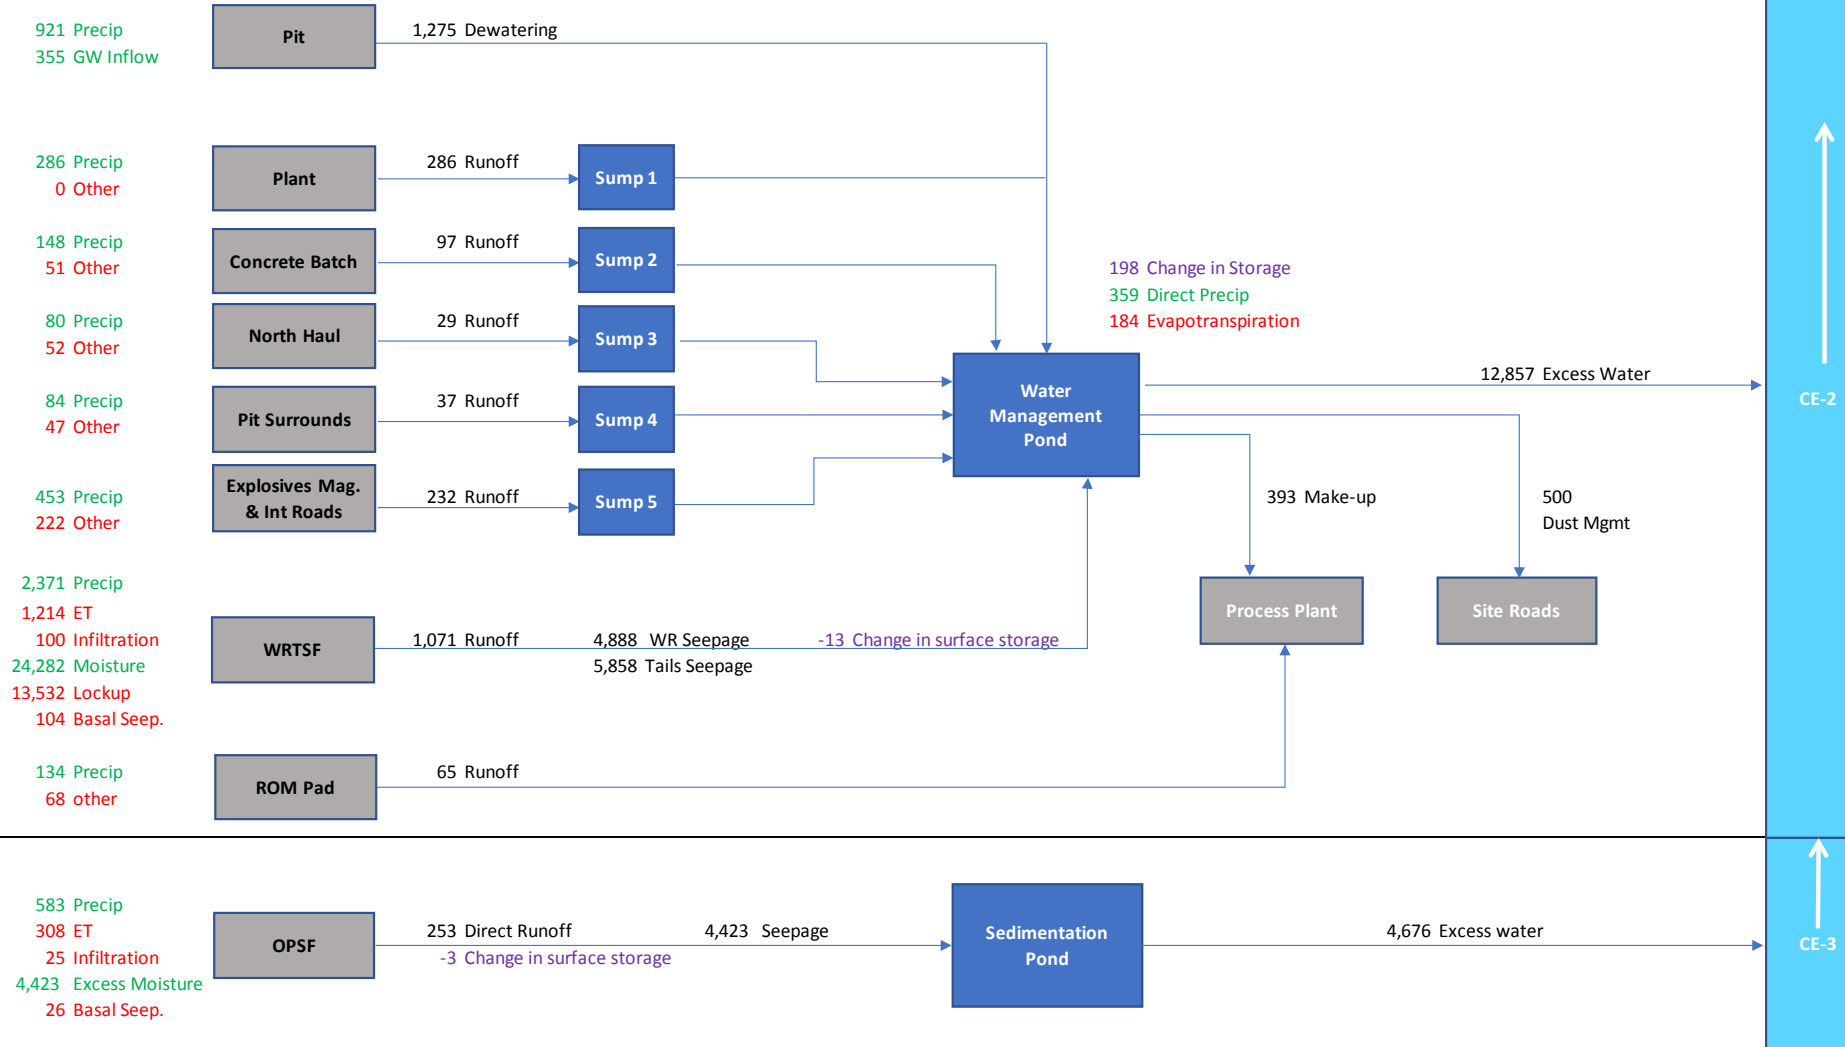 921 Precip
355 GW Inflow
Pit
1,275 Dewatering
286 Precip
0 Other
Plant
286 Runoff
Sump 1
148 Precip
51 Other
Concrete Batch
97 Runoff
Sump 2
80 Precip
52 Other
North Haul
29 Runoff
Sump 3
84 Precip
47 Other
Pit Surrounds
37 Runoff
Sump 4
453 Precip
222 Other
Explosives Mag.
& Int Roads
232 Runoff
Sump 5
198 Change in Storage
359 Direct Precip
184 Evapotranspiration
Water
Management
Pond
12,857 Excess Water
CE-2
393 Make-up
500
Dust Mgmt
Process Plant
Site Roads
2,371 Precip
1,214 ET
100 Infiltration
24,282 Moisture
13,532 Lockup
104 Basal Seep.
WRTSF
1,071 Runoff
4,888 WR Seepage
5,858 Tails Seepage
-13 Change in surface storage
134 Precip
68 other
ROM Pad
65 Runoff
583 Precip
308 ET
25 Infiltration
4,423 Excess Moisture
26 Basal Seep.
OPSF
253 Direct Runoff
-3 Change in surface storage
4,423 Seepage
Sedimentation
Pond
4,676 Excess water
CE-3